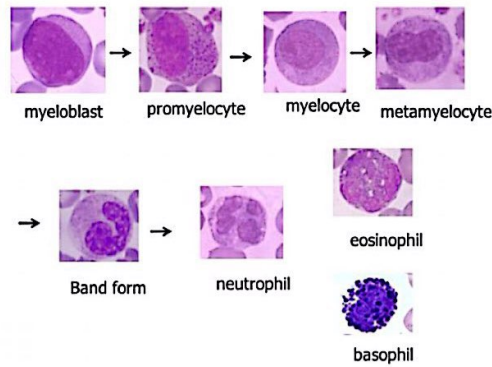 myeloblast
promyelocyte
myelocyte
metamyelocyte
Band form
neutrophil
eosinophil
basophil